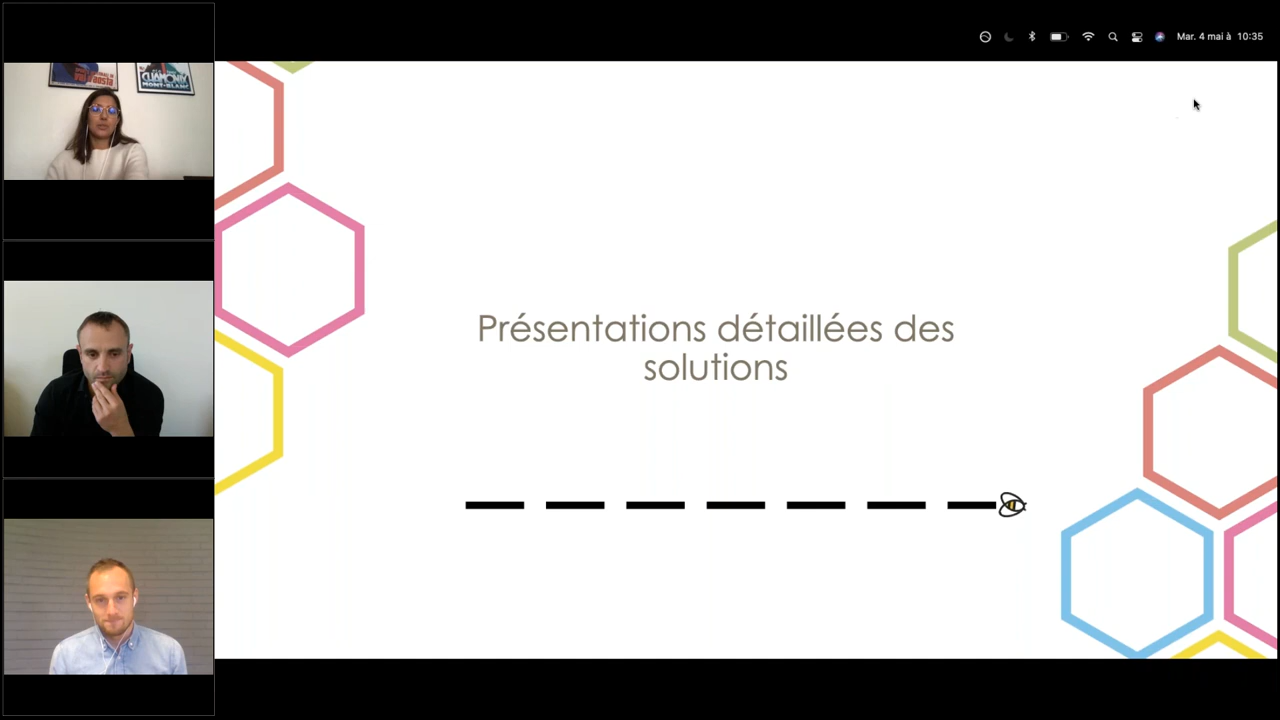 Mar. 4 mai à 10:35
CHAMONIX
MONT-BLANC
Présentations détaillées des
solutions